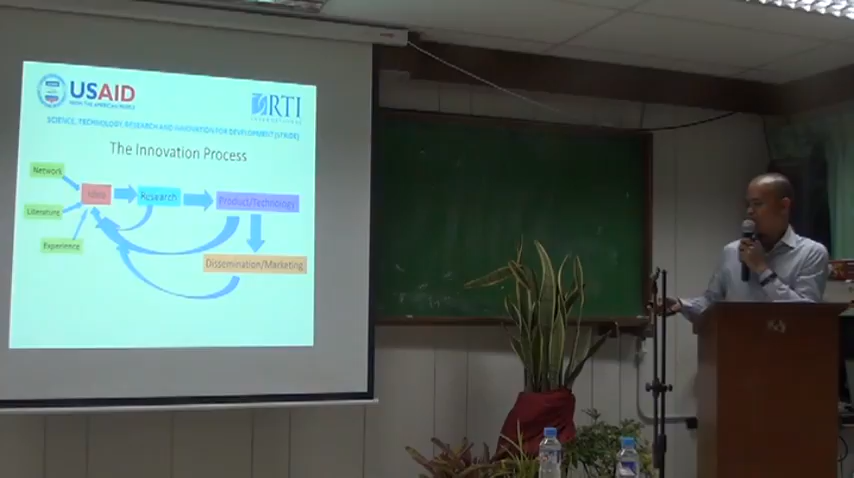 USAID
FROM THE AMERICAN PEOPLE
RTI
INTERNATIONAL
SCIENCE, TECHNOLOGY, RESEARCH AND INNOVATION FOR DEVELOPMENT (STRIDE)
The Innovation Process
Network
Idea
Research
Product/Technology
Literature
Experience
Dissemination/Marketing